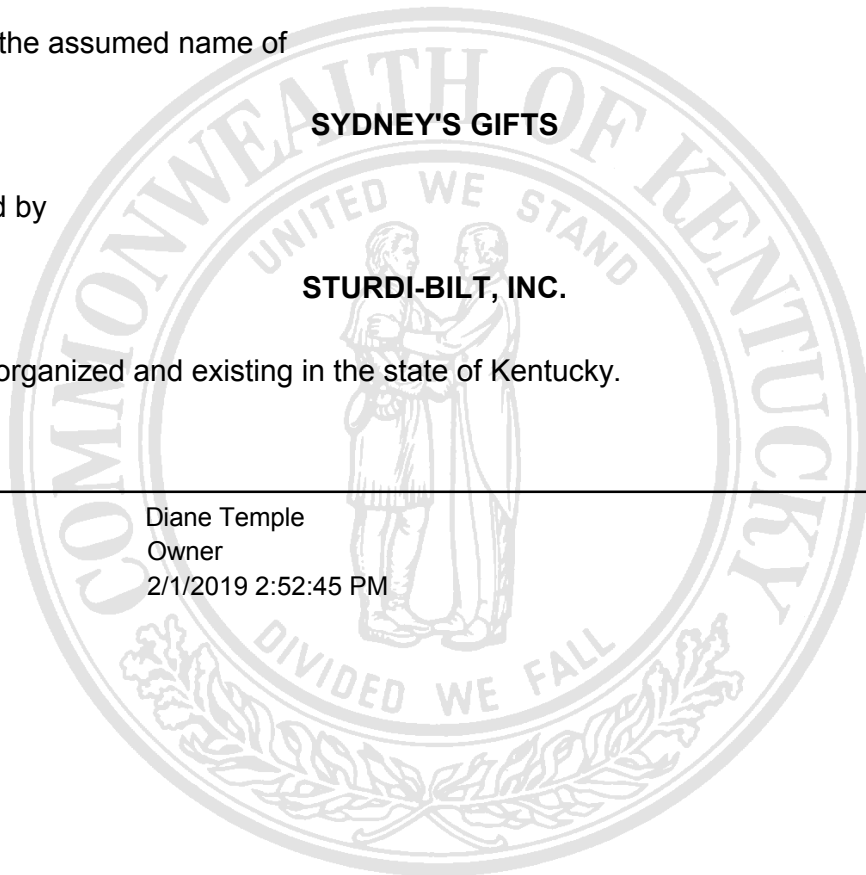 the assumed name of
SYDNEY'S GIFTS
d by
STURDI-BILT, INC.
organized and existing in the state of Kentucky.
Diane Temple
Owner
2/1/2019 2:52:45 PM
COMMONWEALTH OF KENTUCKY
UNITED WE STAND
DIVIDED WE FALL